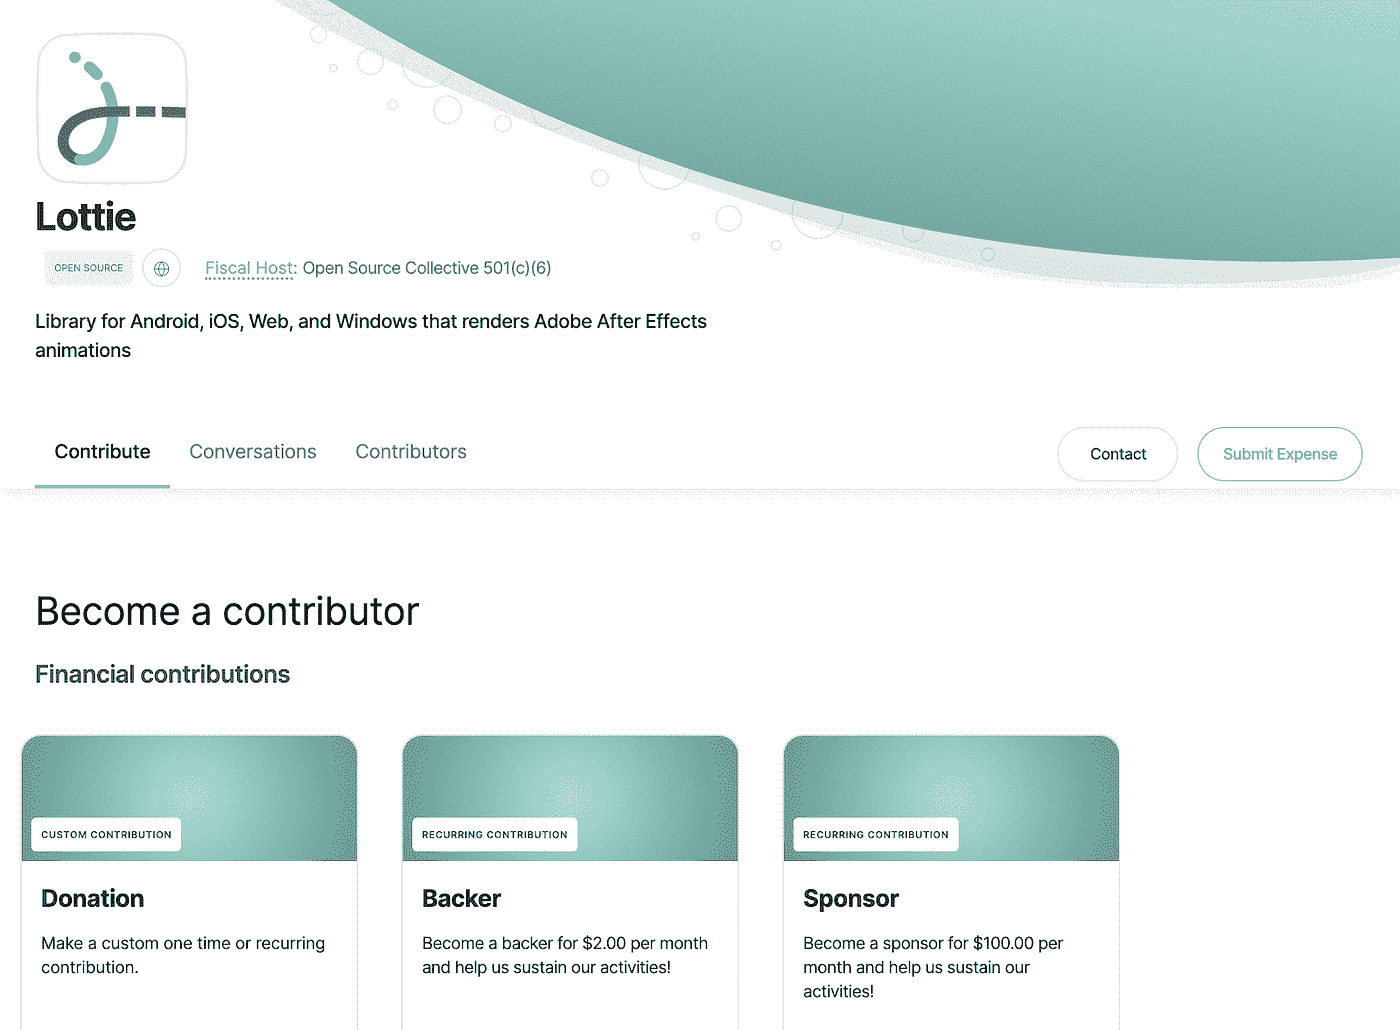 Lottie
OPEN SOURCE
Fiscal Host: Open Source Collective 501(c)(6)
Library for Android, iOS, Web, and Windows that renders Adobe After Effects
animations
Contribute Conversations Contributors Contact Submit Expense
Become a contributor
Financial contributions
CUSTOM CONTRIBUTION
Donation
Make a custom one time or recurring
contribution.
RECURRING CONTRIBUTION
Backer
Become a backer for $2.00 per month
and help us sustain our activities!
RECURRING CONTRIBUTION
Sponsor
Become a sponsor for $100.00 per
month and help us sustain our
activities!